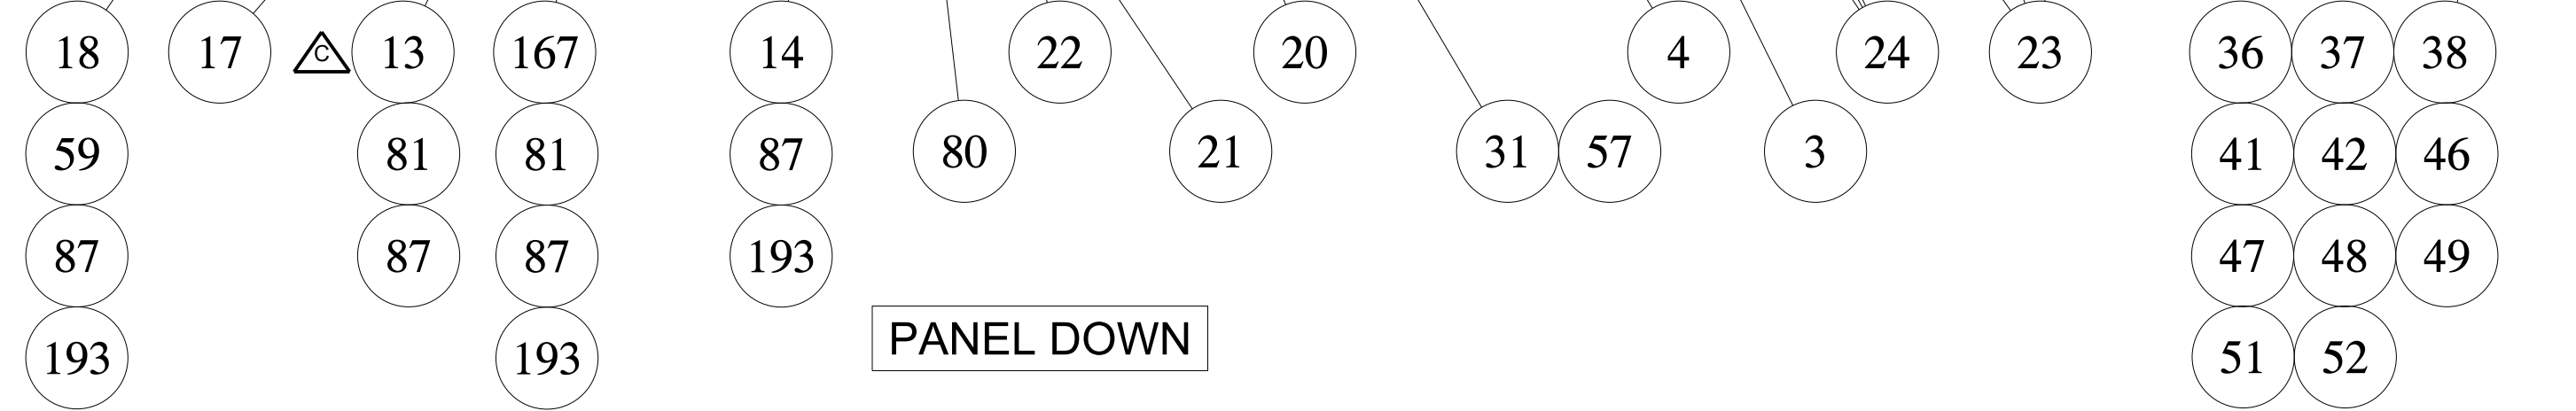 18 17 C 13 167 14 22 20 4 24 23 36 37 38
59 81 81 87 80 21 31 57 3 41 42 46
87 87 87 193 47 48 49
193 193 PANEL DOWN 51 52